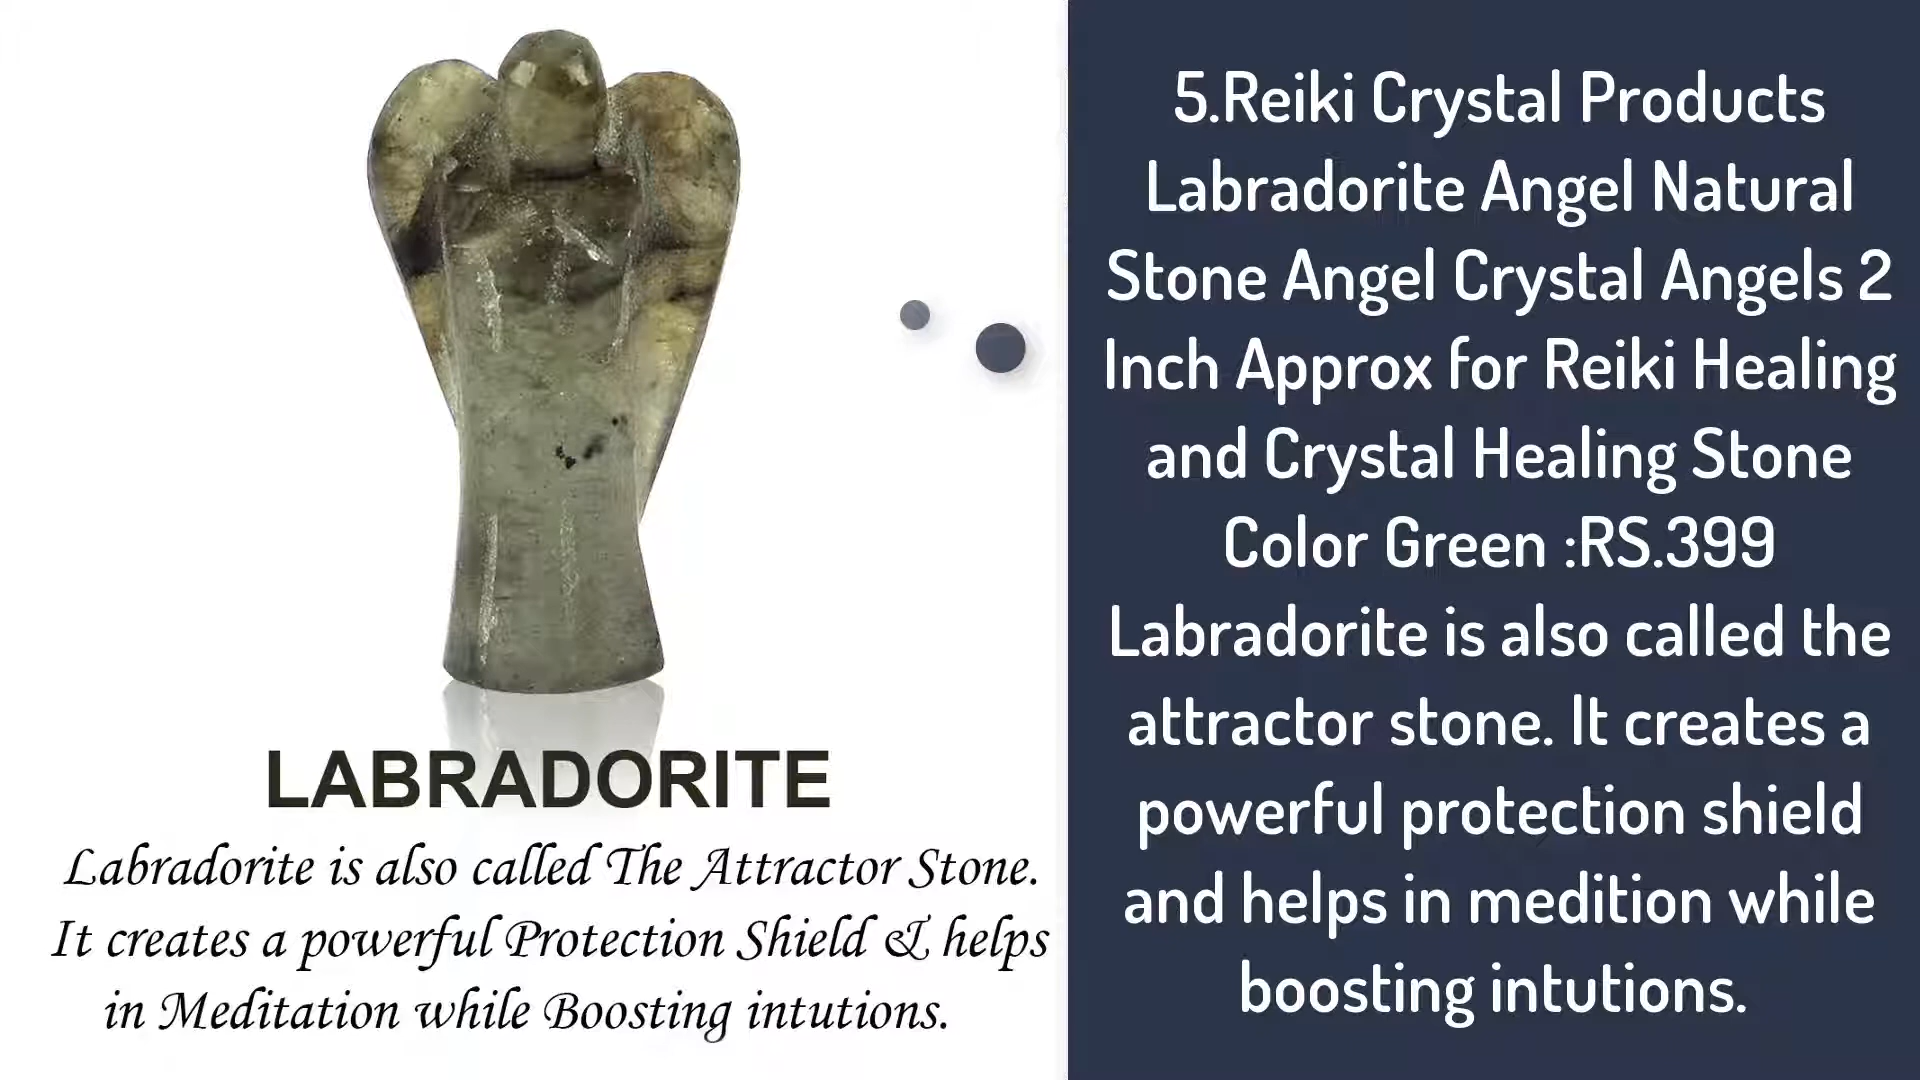 LABRADORITE
Labradorite is also called The Attractor Stone.
It creates a powerful Protection Shield & helps
in Meditation while Boosting intutions.
5.Reiki Crystal Products
Labradorite Angel Natural
Stone Angel Crystal Angels 2
Inch Approx for Reiki Healing
and Crystal Healing Stone
Color Green :RS.399
Labradorite is also called the
attractor stone. It creates a
powerful protection shield
and helps in medition while
boosting intutions.